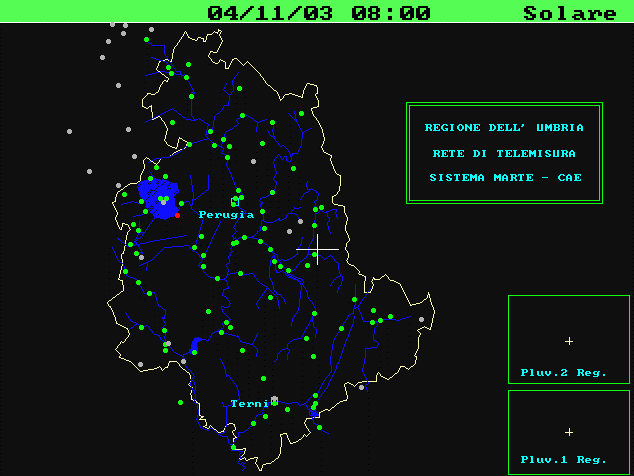 04/11/03 08:00 Solare
REGIONE DELL' UMBRIA
RETE DI TELEMISURA
SISTEMA MARTE - CAE
Perugia
Pluv.2 Reg.
Terni
Pluv.1 Reg.